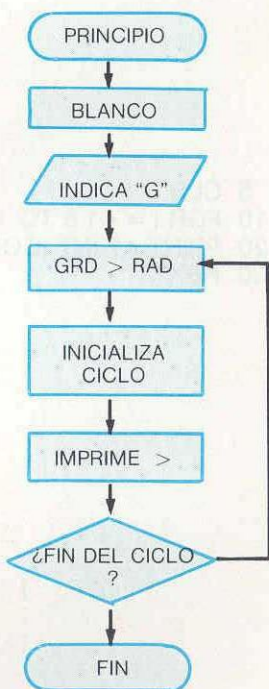 PRINCIPIO
BLANCO
INDICA “G”
GRD > RAD
INICIALIZA
CICLO
IMPRIME >
¿FIN DEL CICLO
?
FIN